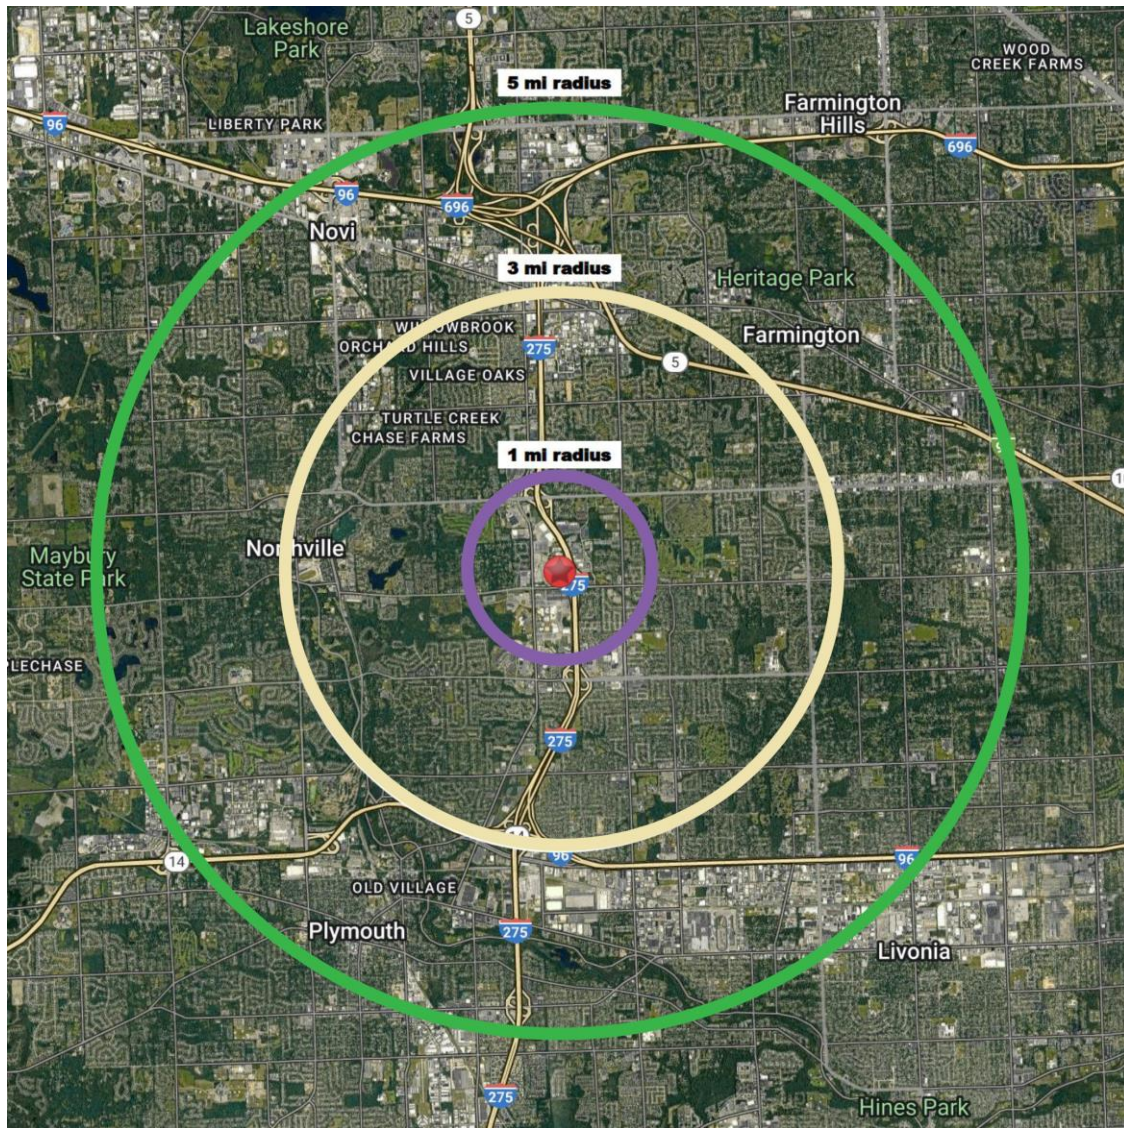 5
Lakeshore
Park
WOOD
CREEK FARMS
5 mi radius
Farmington
Hills
96
LIBERTY PARK
696
96
696
Novi
3 mi radius
Heritage Park
WILLOWBROOK
Farmington
ORCHARD HILLS
275
5
VILLAGE OAKS
TURTLE CREEK
CHASE FARMS
1 mi radius
Northville
Maybury
State Park
275
PLECHASE
275
14
96
14
96
OLD VILLAGE
Plymouth
275
Livonia
275
Hines Park